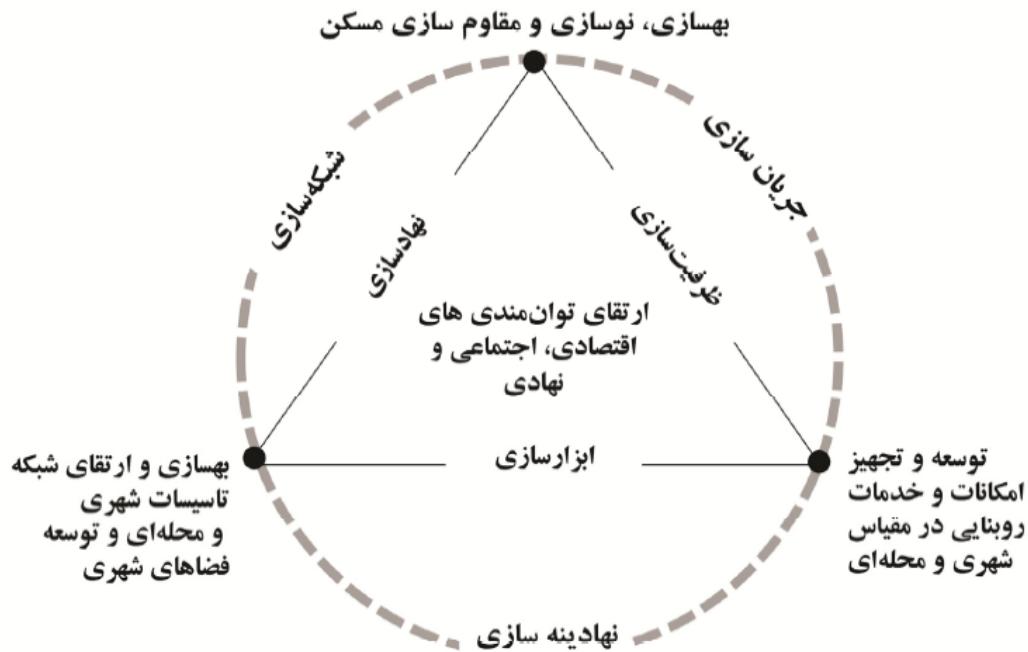 بهسازی، نوسازی و مقاوم سازی مسکن
جریان سازی
شبکه‌سازی
ظرفیت‌سازی
نهادسازی
ارتقای توان‌مندی های
اقتصادی، اجتماعی و
نهادی
ابزارسازی
توسعه و تجهیز
امکانات و خدمات
روبنایی در مقیاس
شهری و محله‌ای
بهسازی و ارتقای شبکه
تاسیسات شهری
و محله‌ای و توسعه
فضاهای شهری
نهادینه سازی